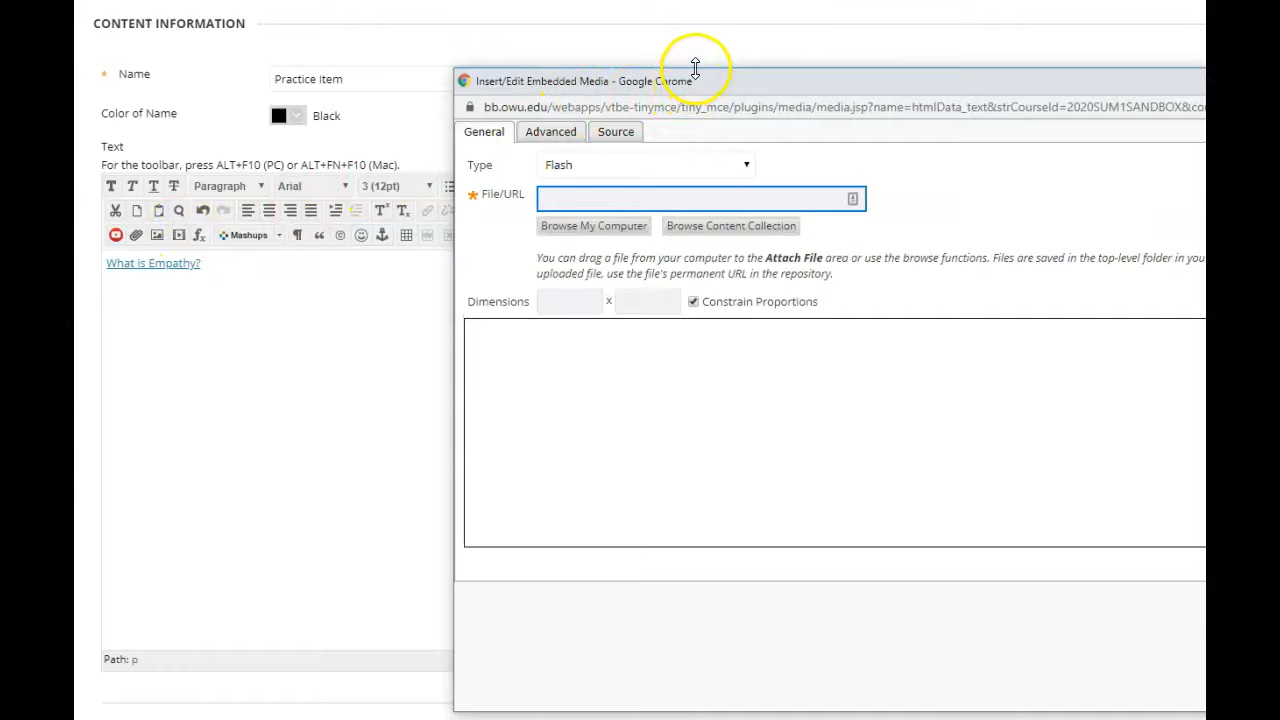 CONTENT INFORMATION
* Name
Practice Item
Color of Name
Black
Text
For the toolbar, press ALT+F10 (PC) or ALT+FN+F10 (Mac).
T T T T Paragraph Arial 3 (12pt)
Mashups
What is Empathy?
Path: p
Insert/Edit Embedded Media - Google Chrome
bb.owu.edu/webapps/vtbe-tinymce/tiny_mce/plugins/media/media.jsp?name=htmlData_text&strCourseId=2020SUM1SANDBOX&cou
General Advanced Source
Type Flash
* File/URL
Browse My Computer Browse Content Collection
You can drag a file from your computer to the Attach File area or use the browse functions. Files are saved in the top-level folder in you
uploaded file, use the file's permanent URL in the repository.
Dimensions x Constrain Proportions